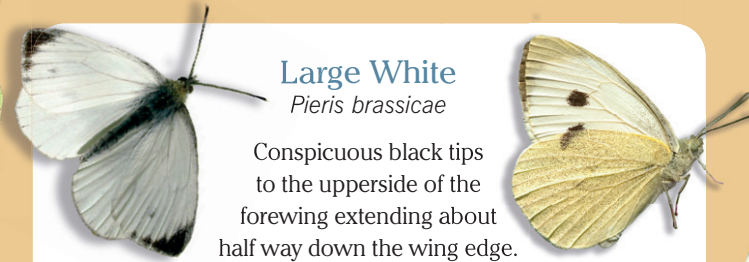 Large White
Pieris brassicae
Conspicuous black tips
to the upperside of the
forewing extending about
half way down the wing edge.